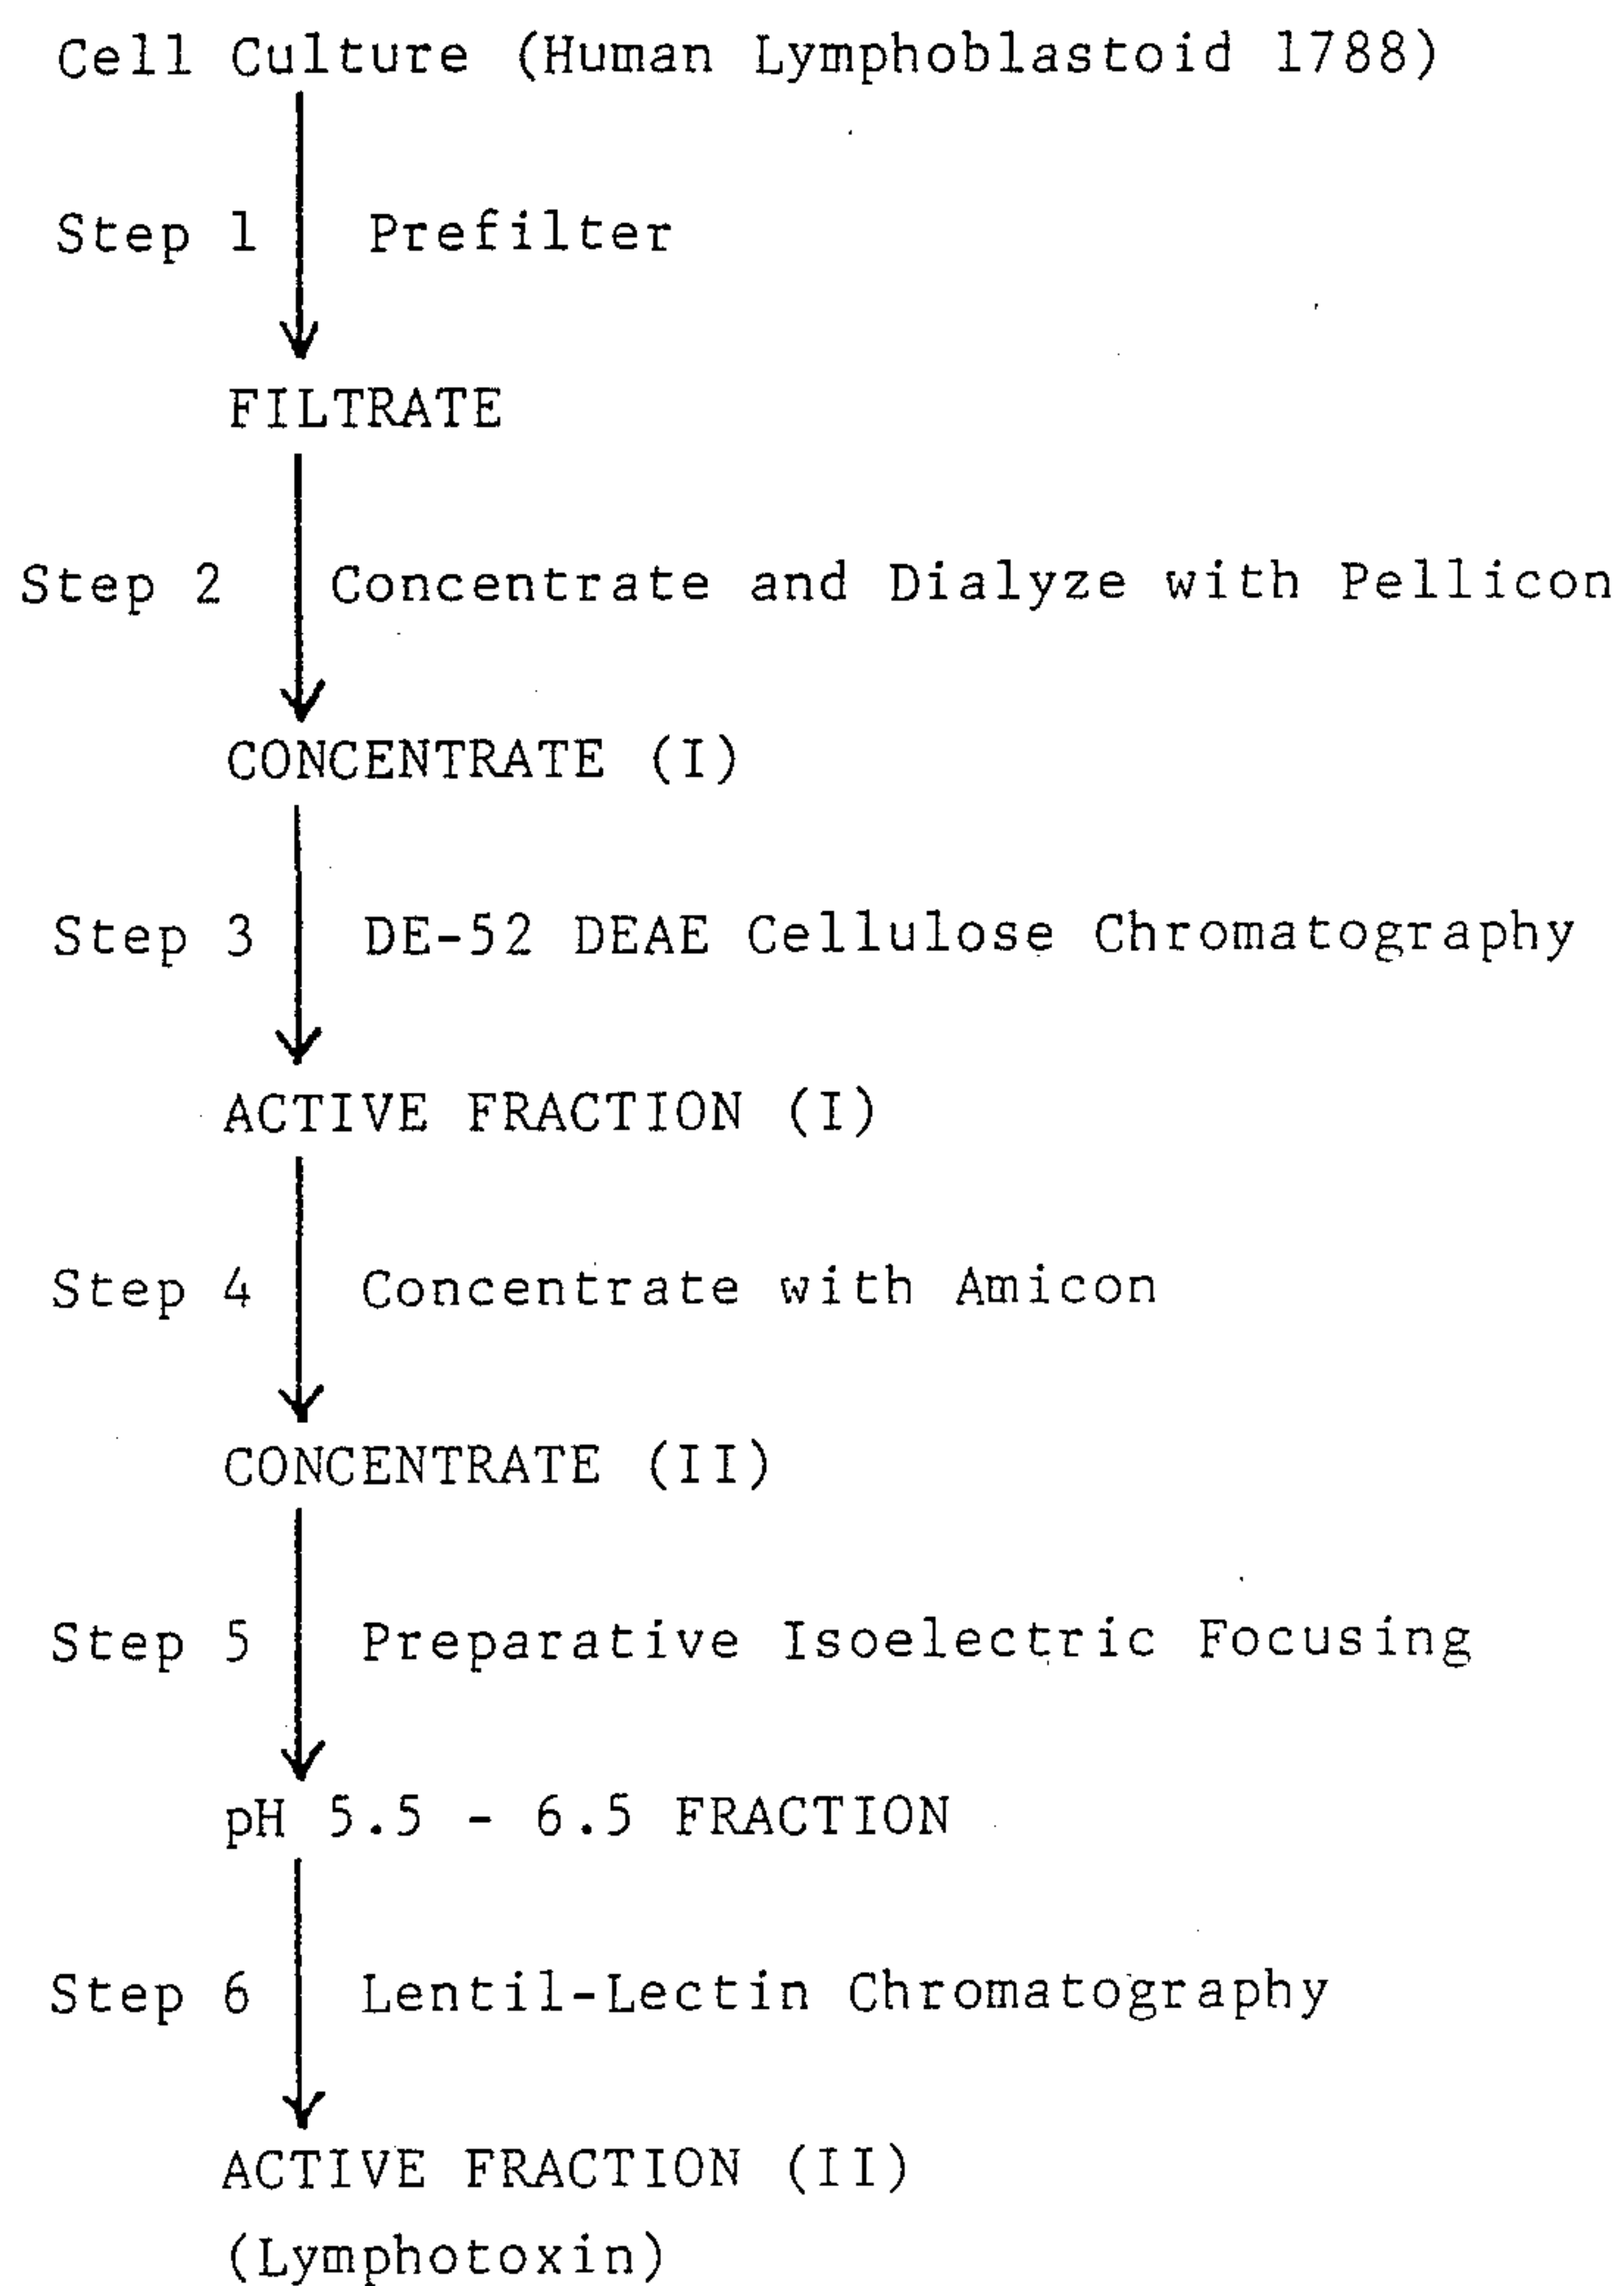 Cell Culture (Human Lymphoblastoid 1788)
Step 1 Prefilter
FILTRATE
Step 2 Concentrate and Dialyze with Pellicon
CONCENTRATE (I)
Step 3 DE-52 DEAE Cellulose Chromatography
ACTIVE FRACTION (I)
Step 4 Concentrate with Amicon
CONCENTRATE (II)
Step 5 Preparative Isoelectric Focusing
pH 5.5 - 6.5 FRACTION
Step 6 Lentil-Lectin Chromatography
ACTIVE FRACTION (II)
(Lymphotoxin)